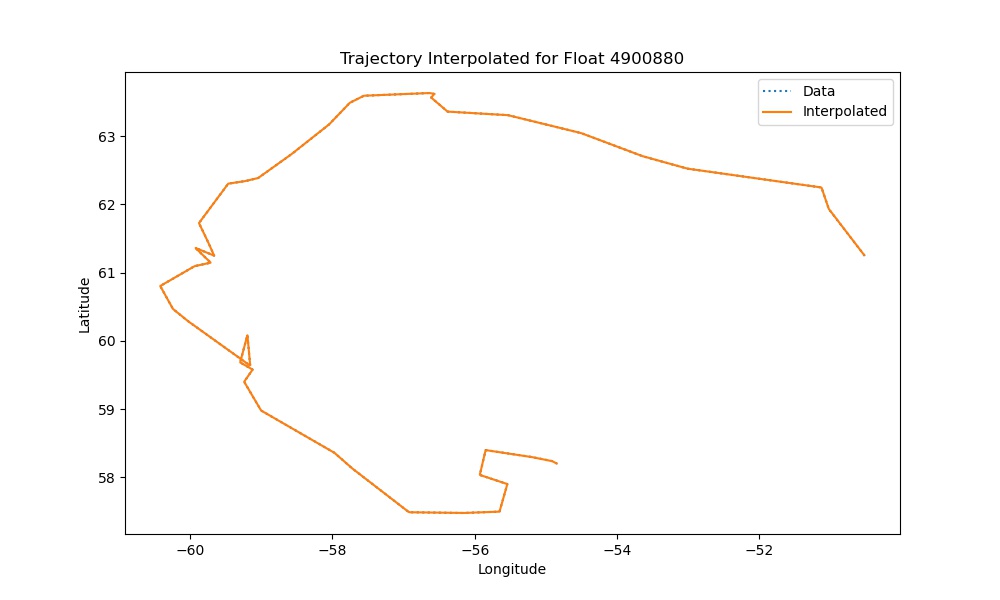 Trajectory Interpolated for Float 4900880
Data
Interpolated
63
62
61
60
59
58
Latitude
−60
−58
−56
−54
−52
Longitude